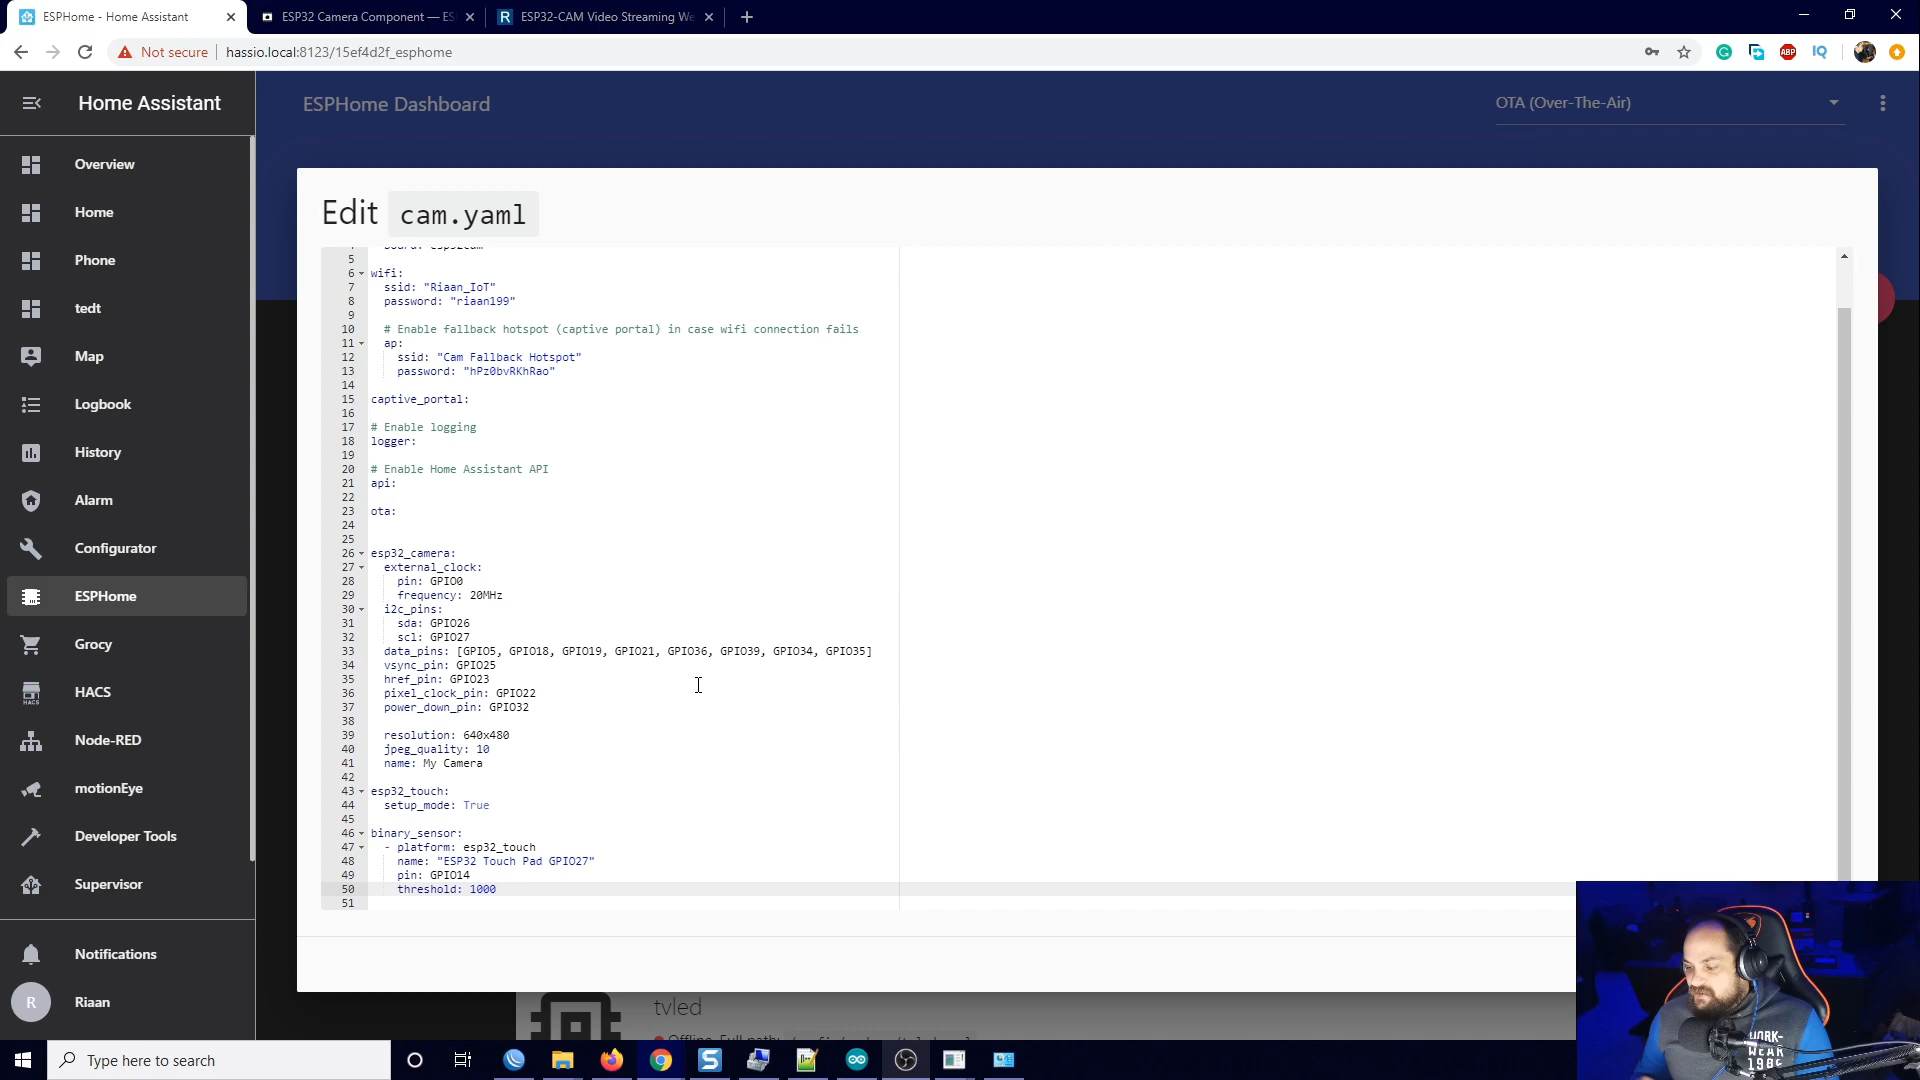 ESPHome - Home Assistant
ESP32 Camera Component — ES
R
ESP32-CAM Video Streaming We
Not secure
hassio.local:8123/15ef4d2f_esphome
ABP
IQ
Home Assistant
ESPHome Dashboard
OTA (Over-The-Air)
Overview
Home
Phone
tedt
Map
Logbook
History
Alarm
Configurator
ESPHome
Grocy
HACS
HACS
Node-RED
motionEye
Developer Tools
Supervisor
Notifications
R
Riaan
Edit cam.yaml
4 board: esp32cam
5
6 wifi:
7 ssid: "Riaan_IoT"
8 password: "riaan199"
9
10 # Enable fallback hotspot (captive portal) in case wifi connection fails
11 ap:
12 ssid: "Cam Fallback Hotspot"
13 password: "hPz0bvRKhRao"
14
15 captive_portal:
16
17 # Enable logging
18 logger:
19
20 # Enable Home Assistant API
21 api:
22
23 ota:
24
25
26 esp32_camera:
27 external_clock:
28 pin: GPIO0
29 frequency: 20MHz
30 i2c_pins:
31 sda: GPIO26
32 scl: GPIO27
33 data_pins: [GPIO5, GPIO18, GPIO19, GPIO21, GPIO36, GPIO39, GPIO34, GPIO35]
34 vsync_pin: GPIO25
35 href_pin: GPIO23
36 pixel_clock_pin: GPIO22
37 power_down_pin: GPIO32
38
39 resolution: 640x480
40 jpeg_quality: 10
41 name: My Camera
42
43 esp32_touch:
44 setup_mode: True
45
46 binary_sensor:
47 - platform: esp32_touch
48 name: "ESP32 Touch Pad GPIO27"
49 pin: GPIO14
50 threshold: 1000
51
tvled
WORK-
WEAR
1986
Type here to search